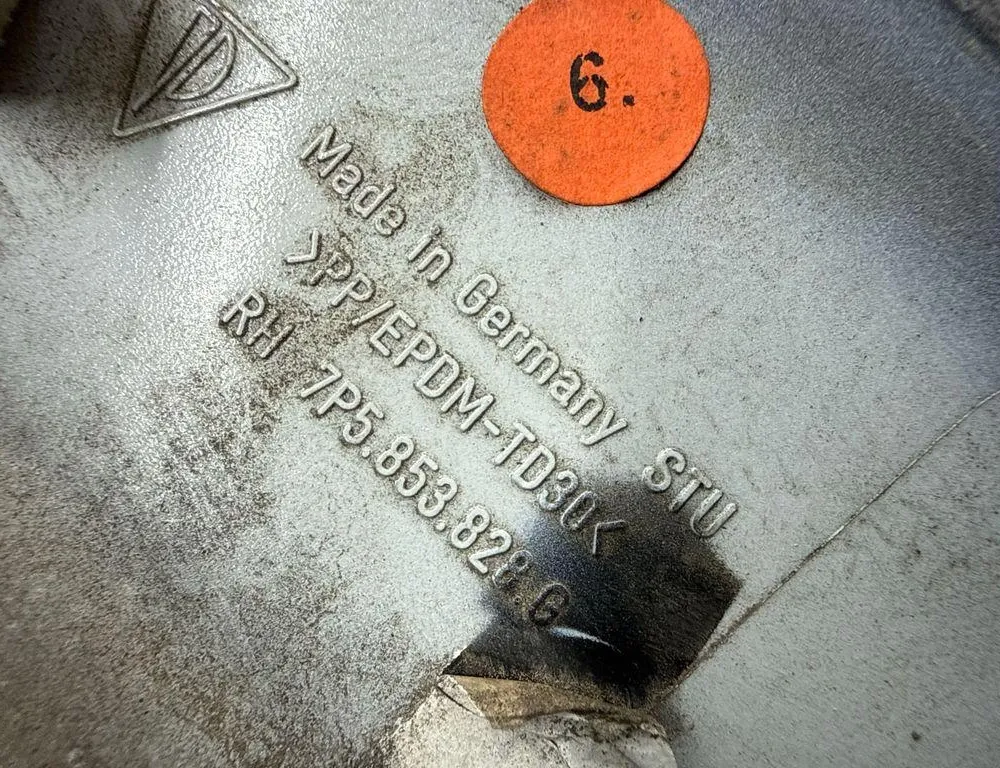 6.
Made in Germany STU
>PP/EPDM-TD30<
RH 7P5.853.828.G